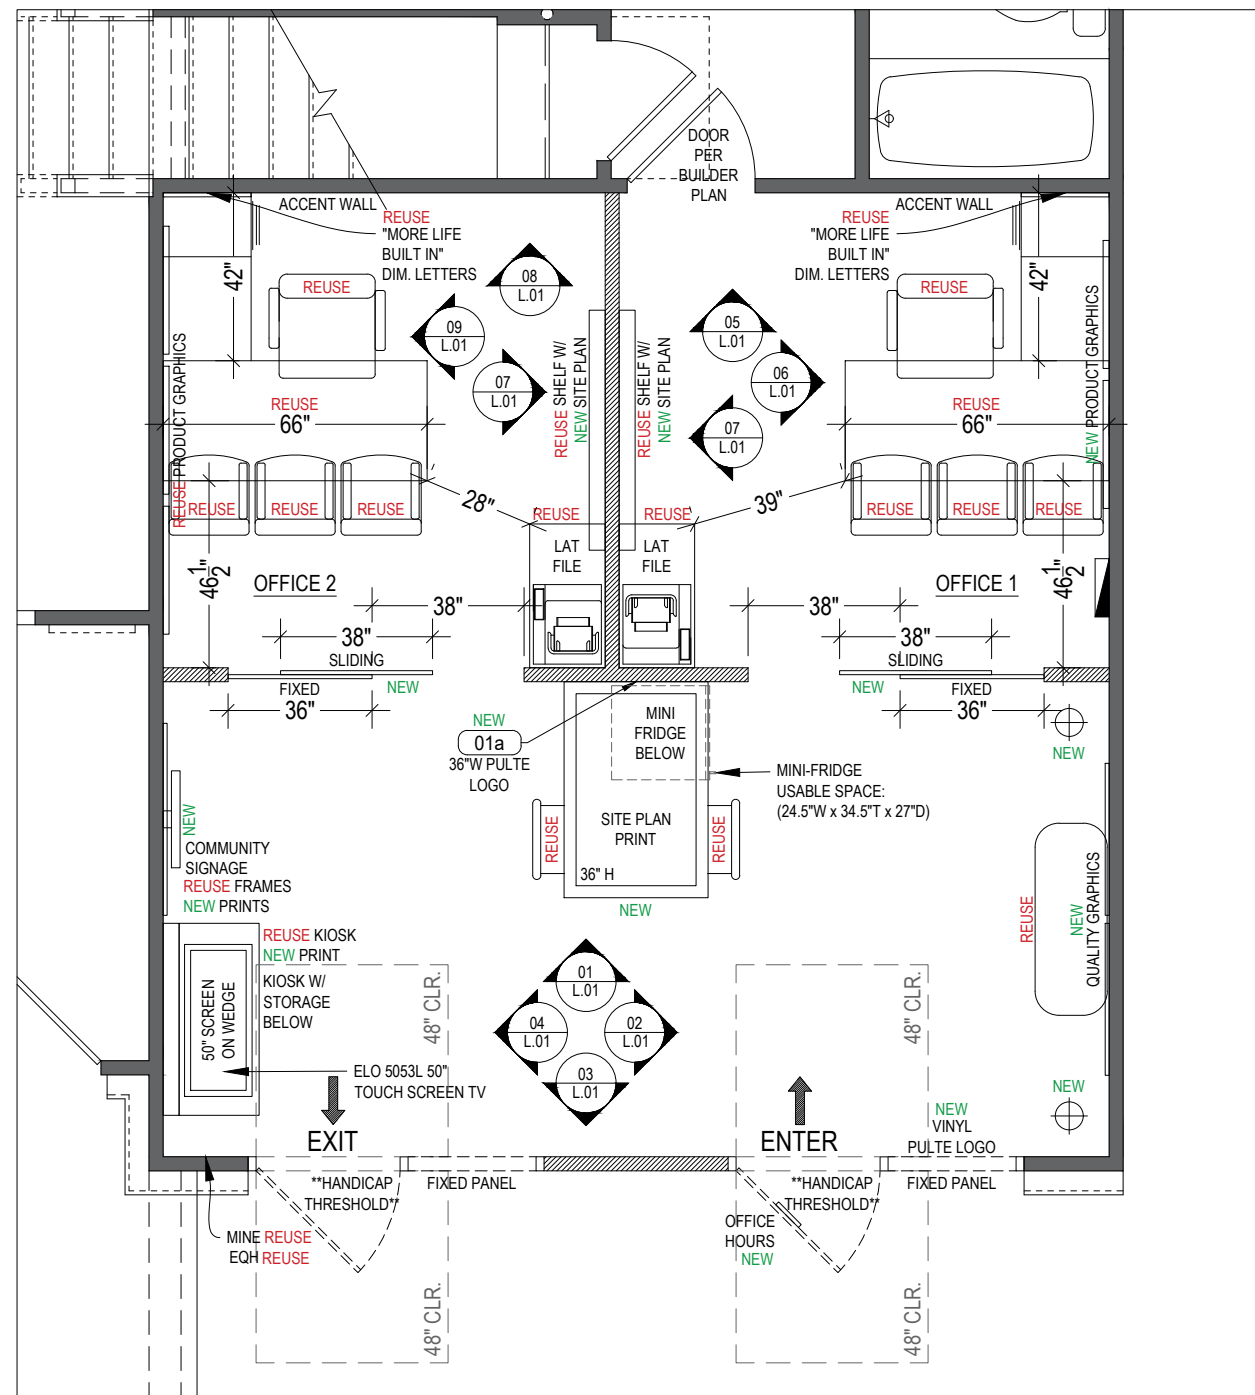 DOOR
PER
BUILDER
PLAN
ACCENT WALL
REUSE
"MORE LIFE
BUILT IN"
DIM. LETTERS
ACCENT WALL
REUSE
"MORE LIFE
BUILT IN"
DIM. LETTERS
42"
42"
REUSE
REUSE
08
L.01
09
L.01
07
L.01
05
L.01
06
L.01
07
L.01
REUSE PRODUCT GRAPHICS
REUSE SHELF W/
NEW SITE PLAN
REUSE SHELF W/
NEW SITE PLAN
NEW PRODUCT GRAPHICS
REUSE
66"
REUSE
66"
REUSE
REUSE
REUSE
28"
REUSE
REUSE
39"
REUSE
REUSE
REUSE
LAT
FILE
LAT
FILE
46 1/2"
46 1/2"
OFFICE 2
OFFICE 1
38"
38"
38"
38"
SLIDING
SLIDING
FIXED
NEW
NEW
FIXED
36"
36"
NEW
01a
36"W PULTE
LOGO
MINI
FRIDGE
BELOW
NEW
MINI-FRIDGE
USABLE SPACE:
(24.5"W x 34.5"T x 27"D)
REUSE
SITE PLAN
PRINT
REUSE
36" H
NEW
NEW
COMMUNITY
SIGNAGE
REUSE FRAMES
NEW PRINTS
REUSE
NEW
QUALITY GRAPHICS
REUSE KIOSK
NEW PRINT
KIOSK W/
STORAGE
BELOW
50" SCREEN
ON WEDGE
48" CLR.
48" CLR.
01
L.01
04
L.01
02
L.01
03
L.01
ELO 5053L 50"
TOUCH SCREEN TV
NEW
EXIT
ENTER
NEW
VINYL
PULTE LOGO
**HANDICAP
THRESHOLD**
FIXED PANEL
**HANDICAP
THRESHOLD**
FIXED PANEL
MINE REUSE
EQH REUSE
OFFICE
HOURS
NEW
48" CLR.
48" CLR.